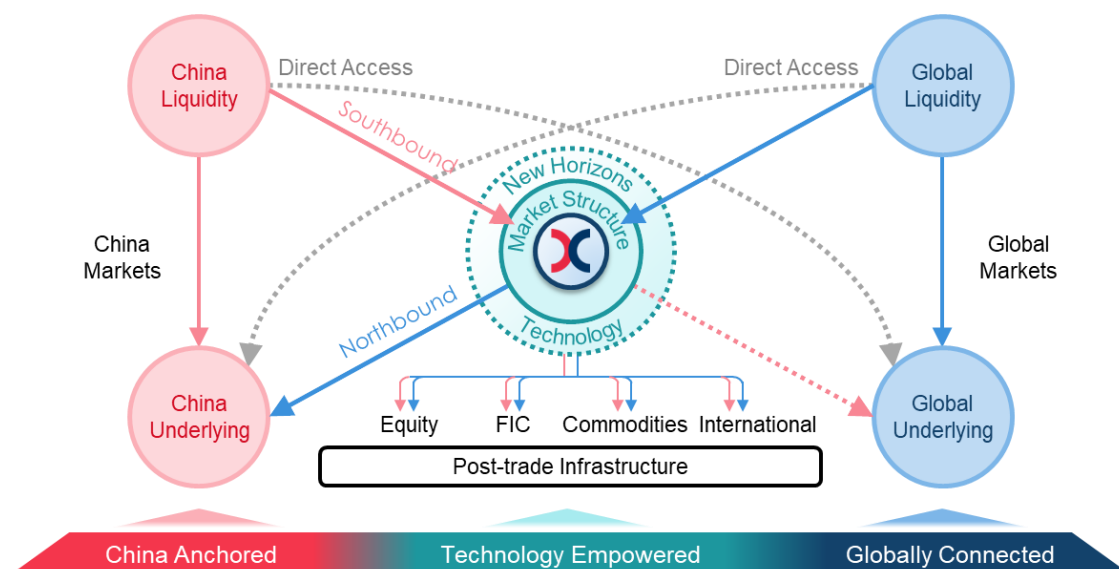 China
Liquidity
Direct Access
Direct Access
Global
Liquidity
Southbound
New Horizons
Market Structure
China
Markets
Global
Markets
Northbound
Technology
China
Underlying
Equity
FIC
Commodities
International
Global
Underlying
Post-trade Infrastructure
China Anchored
Technology Empowered
Globally Connected